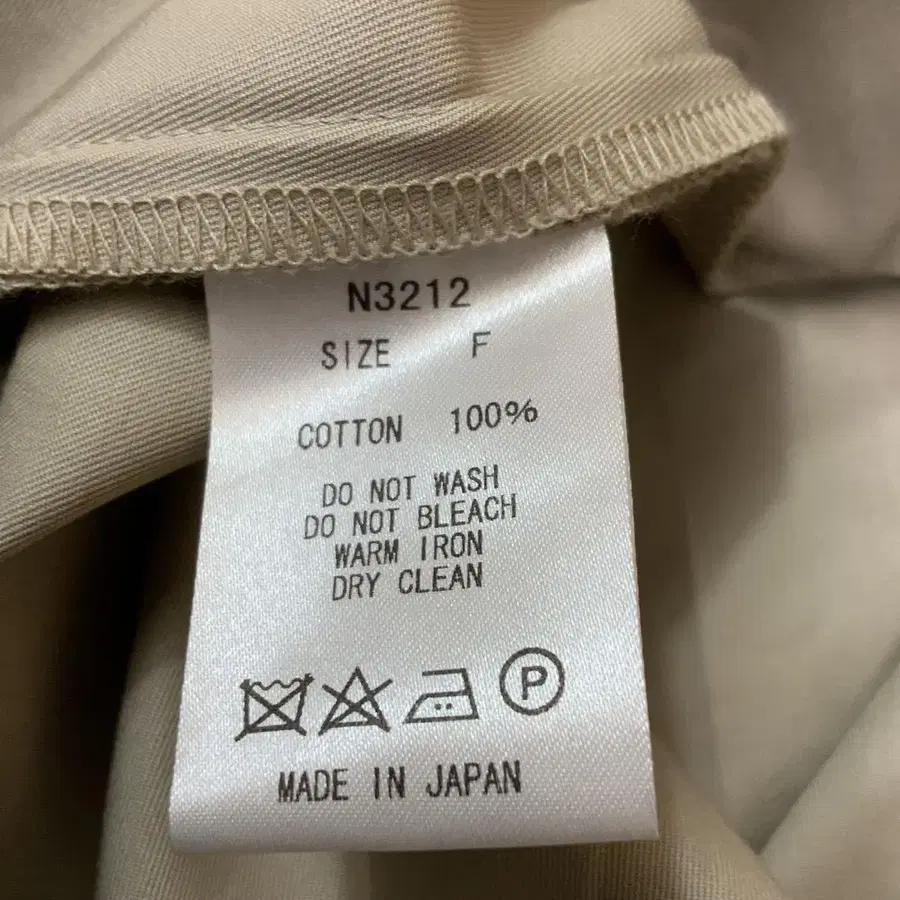 N3212
SIZE F
COTTON 100%
DO NOT WASH
DO NOT BLEACH
WARM IRON
DRY CLEAN
P
MADE IN JAPAN